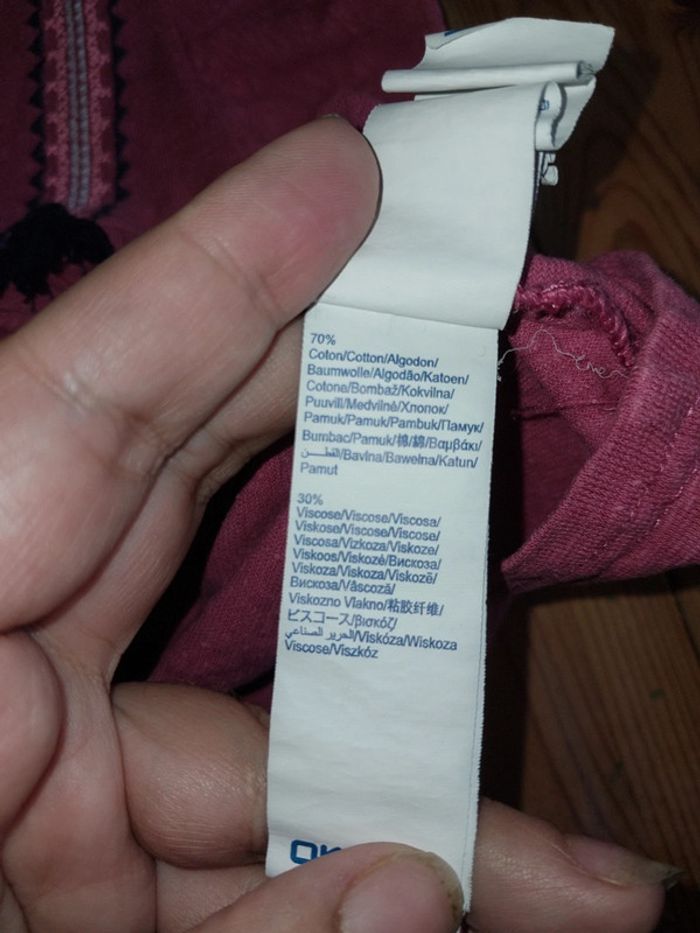 70%
Coton/Cotton/Algodon/
Baumwolle/Algodão/Katoen/
Cotone/Bombaž/Kokvilna/
Puuvill/Medvilnė/Хлопок/
Pamuk/Pamuk/Pambuk/Памук/
Bumbac/Pamuk/棉/綿/Βαμβάκι/
القطن/Bavlna/Bawełna/Katun/
Pamut
30%
Viscose/Viscose/Viscosa/
Viskose/Viscose/Viscose/
Viscosa/Vizkoza/Viskoze/
Viskoos/Viskozė/Вискоза/
Viskoza/Viskoza/Viskozë/
Вискоза/Vâscoză/
Viskozno Vlakno/粘胶纤维/
ビスコース/βισκόζ/
الحرير الصناعي/Viskóza/Wiskoza
Viscose/Viszkóz